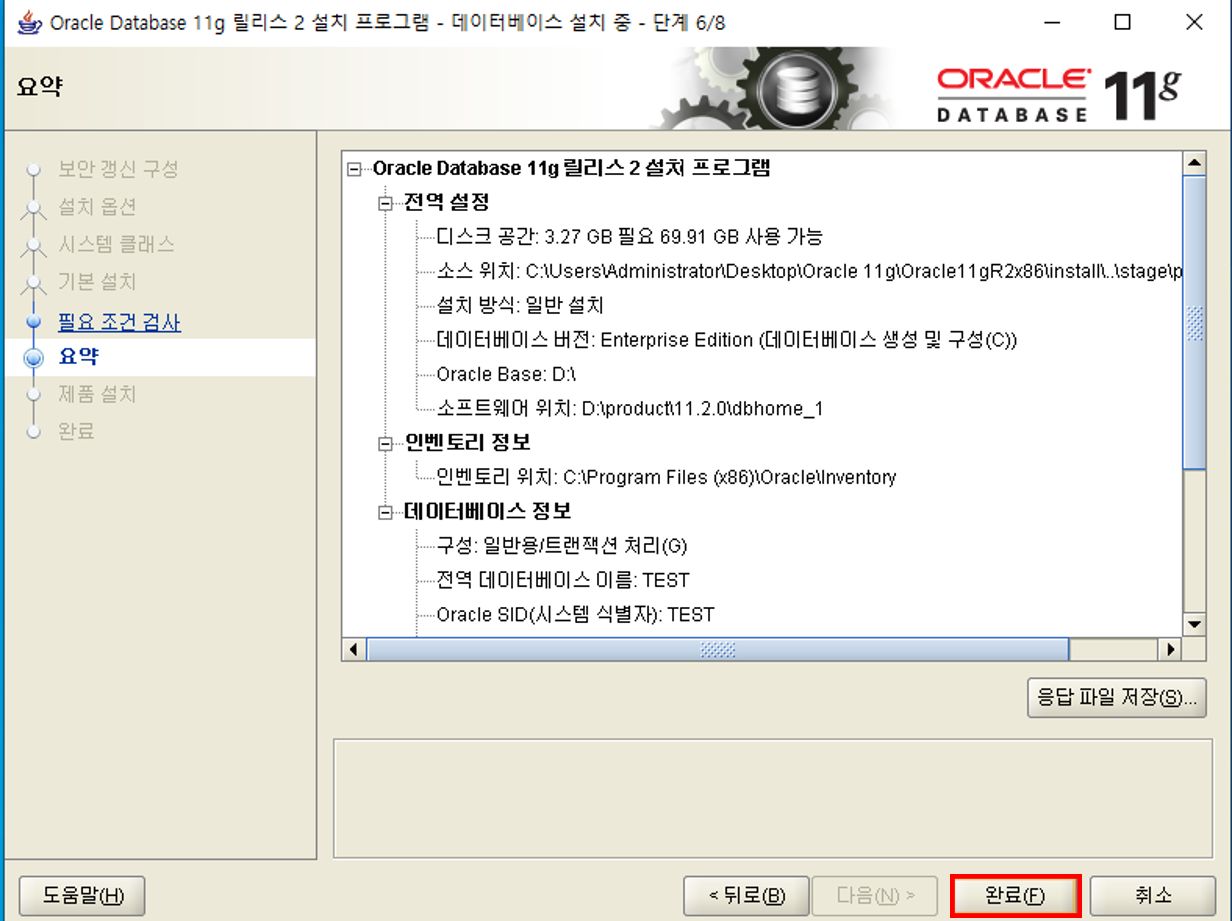 Oracle Database 11g 릴리스 2 설치 프로그램 - 데이터베이스 설치 중 - 단계 6/8
요약
ORACLE
DATABASE
11g
보안 갱신 구성
설치 옵션
시스템 클래스
기본 설치
필요 조건 검사
요약
제품 설치
완료
Oracle Database 11g 릴리스 2 설치 프로그램
전역 설정
디스크 공간: 3.27 GB 필요 69.91 GB 사용 가능
소스 위치: C:\Users\Administrator\Desktop\Oracle 11g\Oracle11gR2x86\install\..\stage\p
설치 방식: 일반 설치
데이터베이스 버전: Enterprise Edition (데이터베이스 생성 및 구성(C))
Oracle Base: D:\
소프트웨어 위치: D:\product\11.2.0\dbhome_1
인벤토리 정보
인벤토리 위치: C:\Program Files (x86)\Oracle\Inventory
데이터베이스 정보
구성: 일반용/트랜잭션 처리(G)
전역 데이터베이스 이름: TEST
Oracle SID(시스템 식별자): TEST
응답 파일 저장(S)...
도움말(H)
< 뒤로(B)
다음(N) >
완료(F)
취소